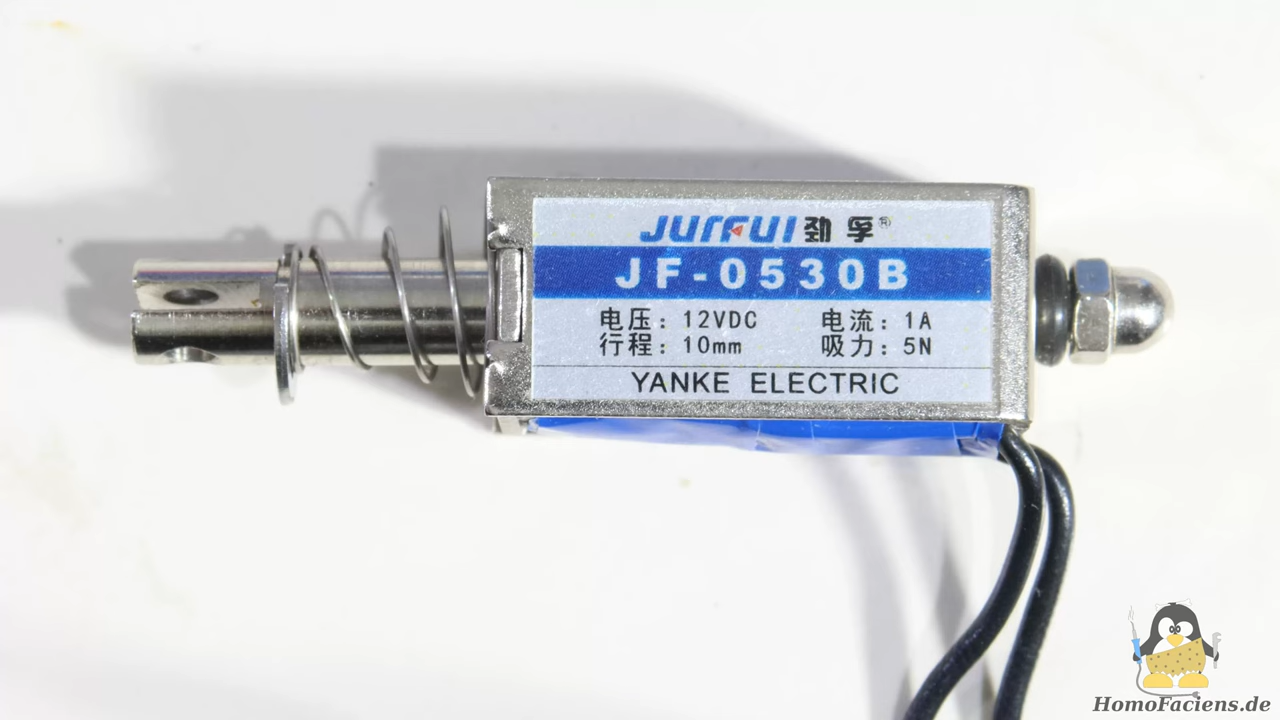 JUFFUI 劲孚®
JF-0530B
电压: 12VDC 电流: 1A
行程: 10mm 吸力: 5N
YANKE ELECTRIC
HomoFaciens.de